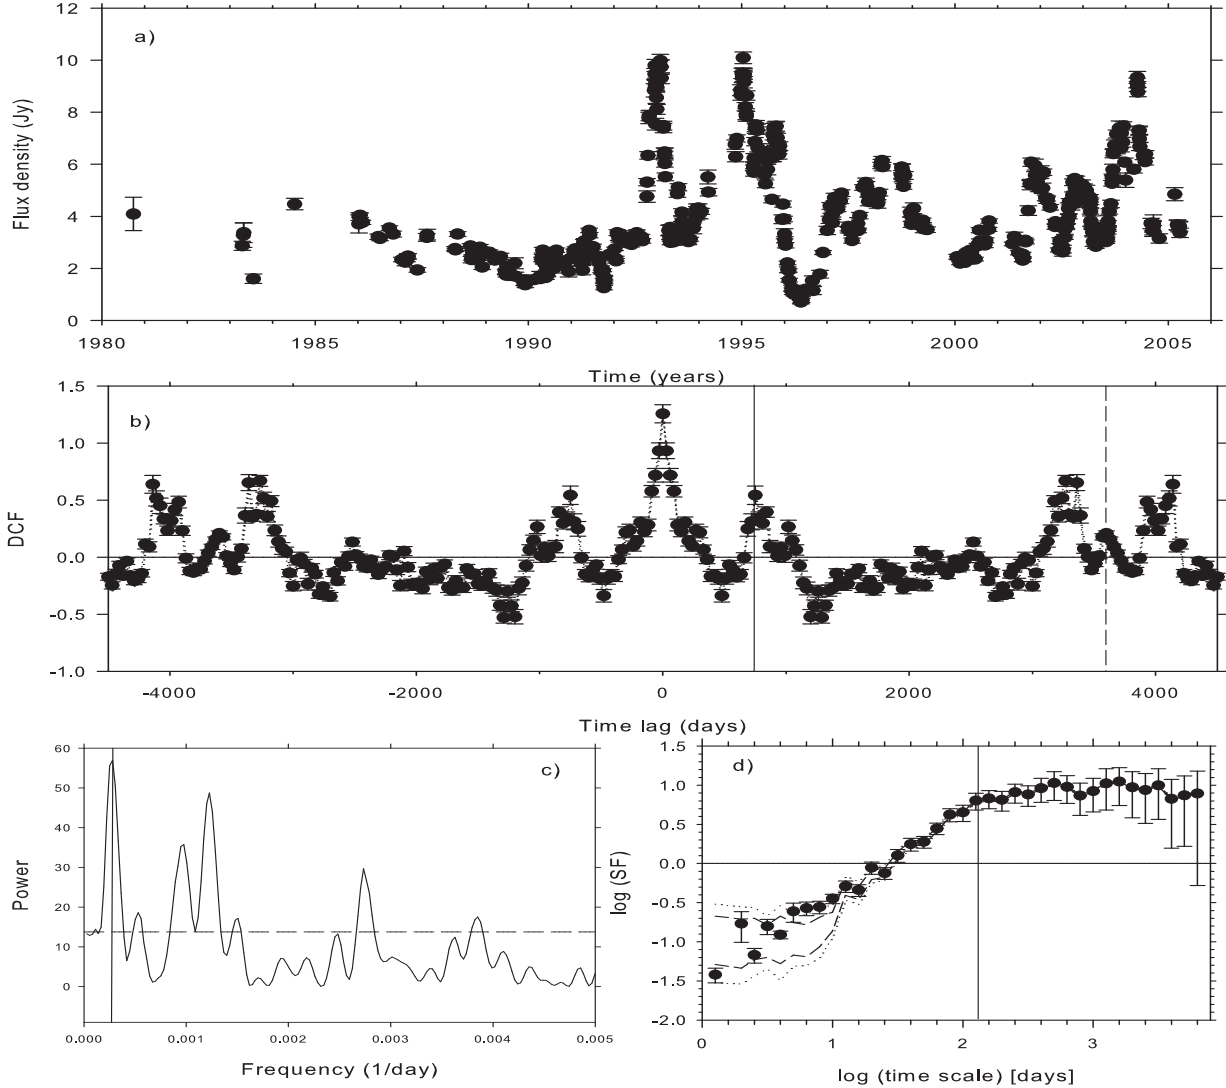 12
10
8
6
4
2
0
Flux density (Jy)
a)
1980 1985 1990 1995 2000 2005
Time (years)
1.5
1.0
0.5
0.0
-0.5
-1.0
DCF
b)
-4000 -2000 0 2000 4000
Time lag (days)
60
50
40
30
20
10
0
Power
c)
0.000 0.001 0.002 0.003 0.004 0.005
Frequency (1/day)
1.5
1.0
0.5
0.0
-0.5
-1.0
-1.5
-2.0
log (SF)
d)
0 1 2 3
log (time scale) [days]